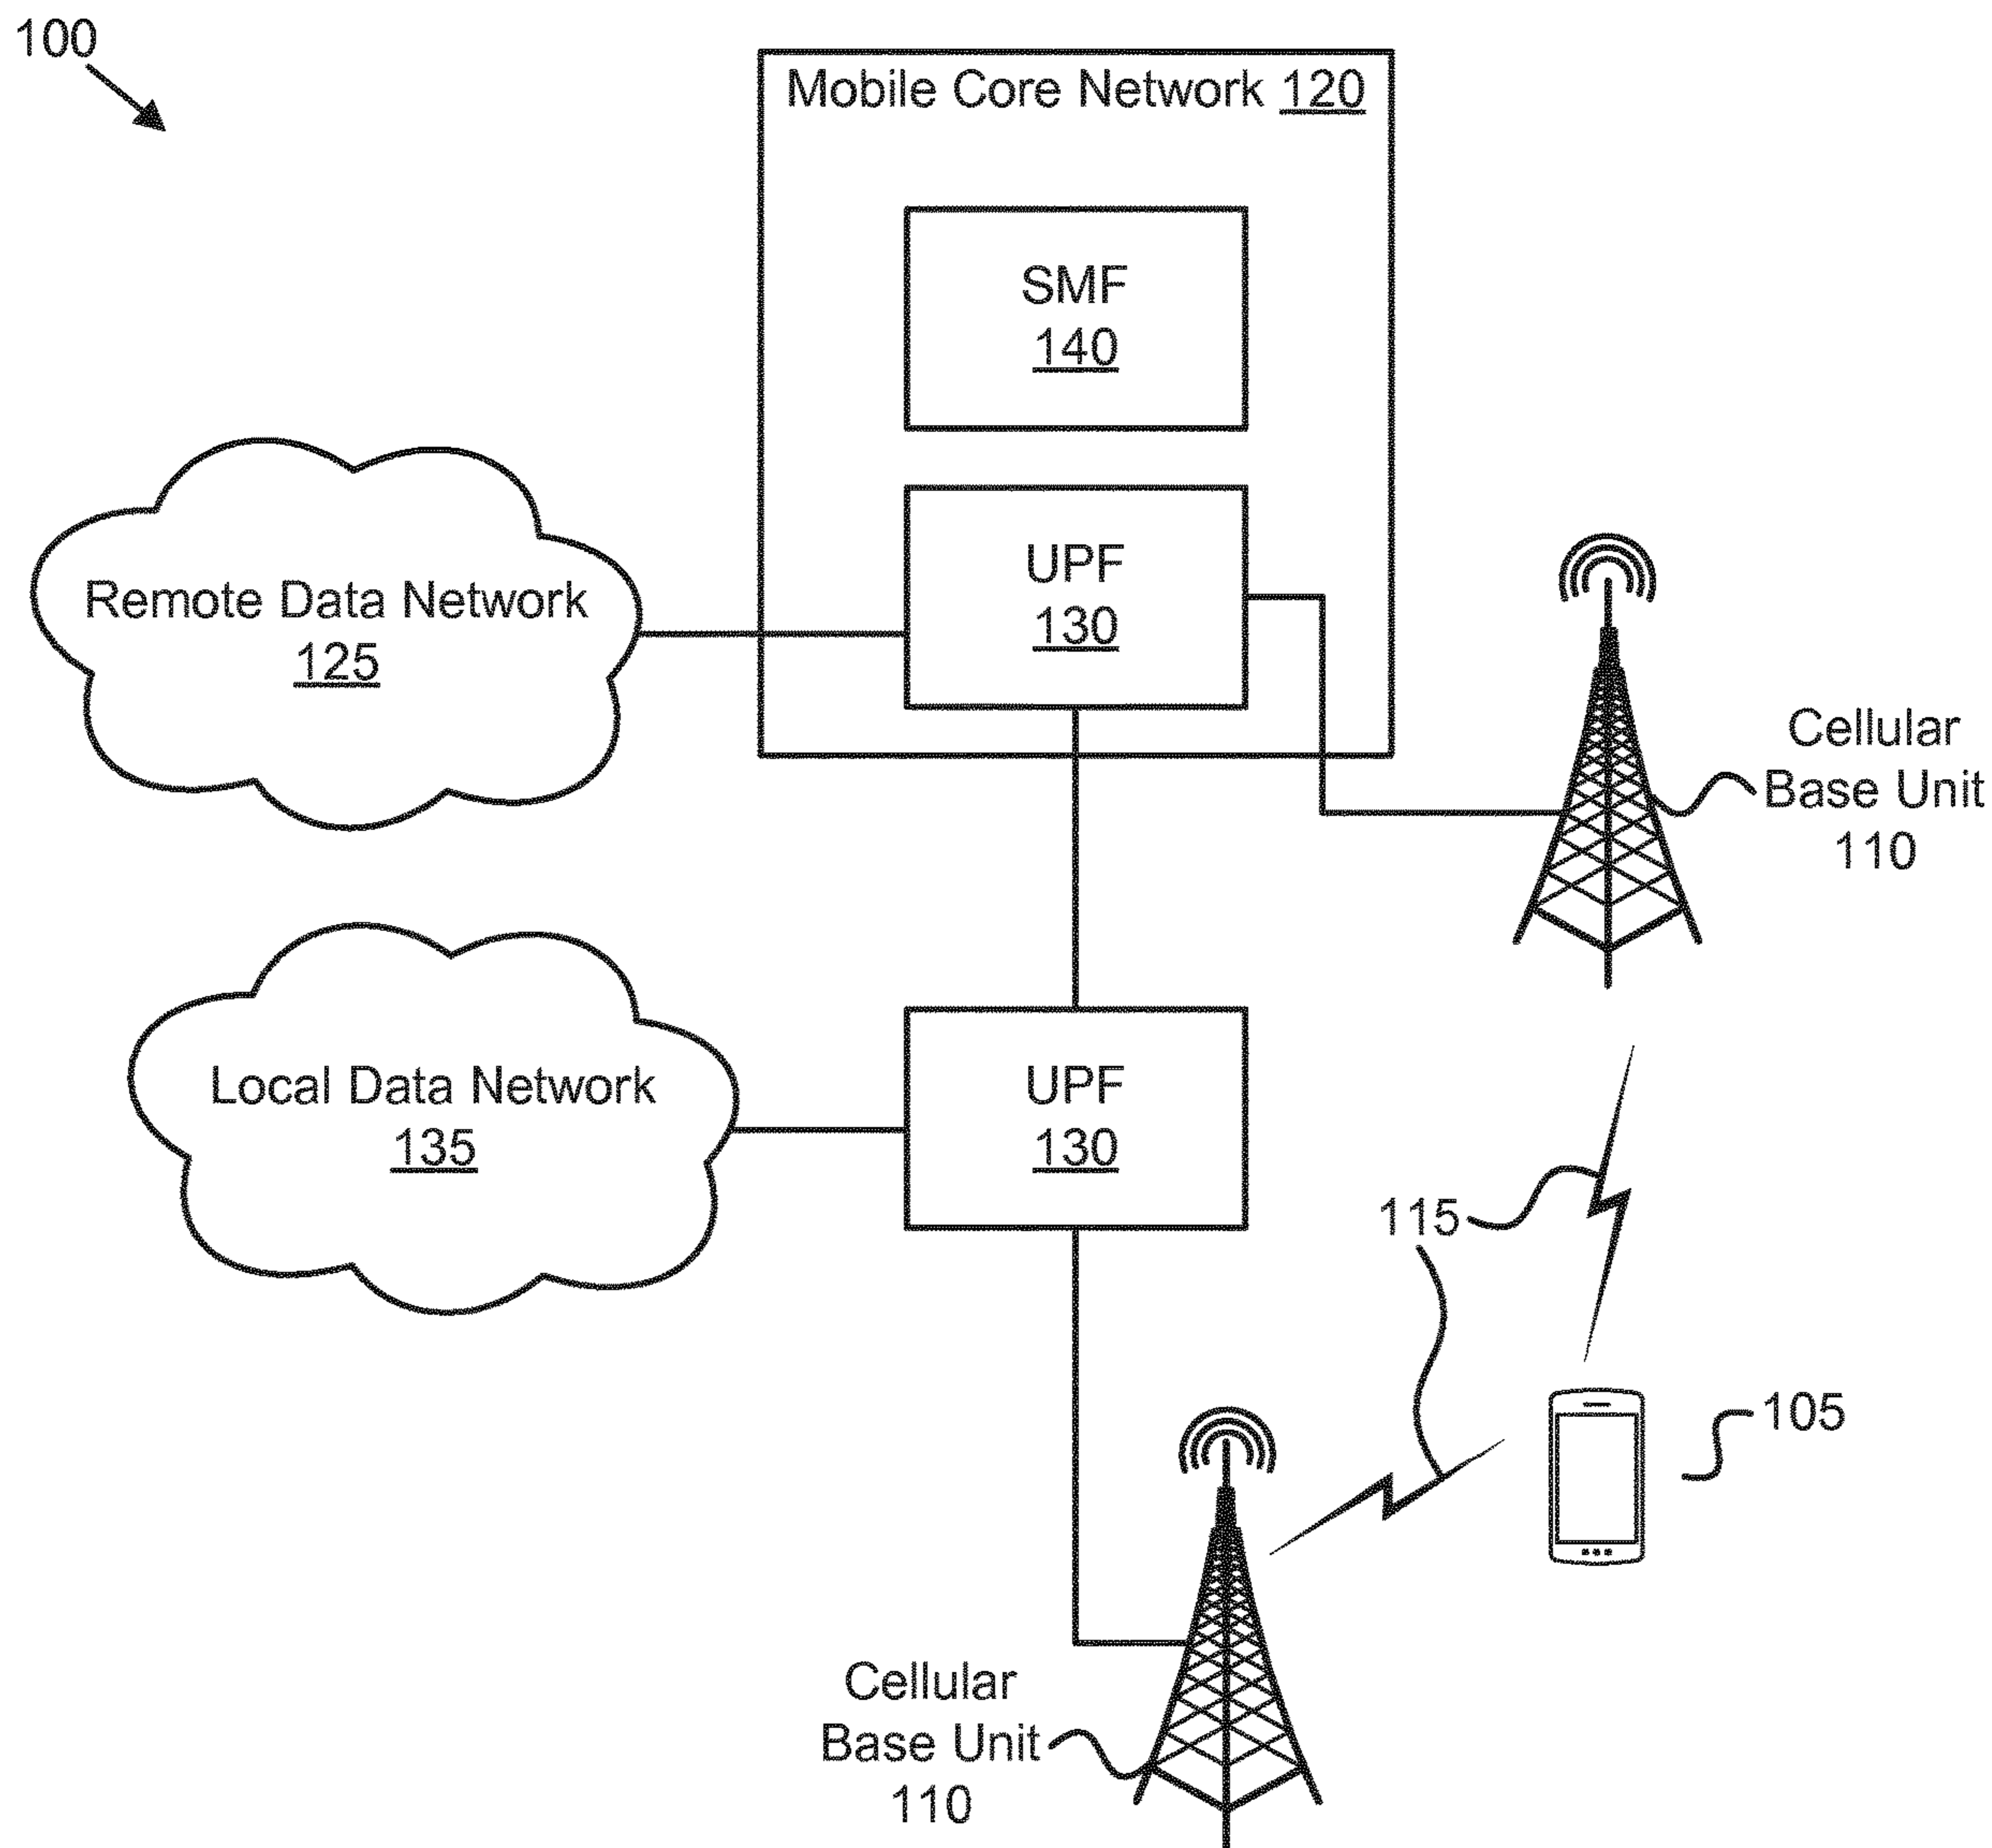 100
Mobile Core Network 120
SMF
140
UPF
130
Remote Data Network
125
Cellular
Base Unit
110
Local Data Network
135
UPF
130
115
105
Cellular
Base Unit
110